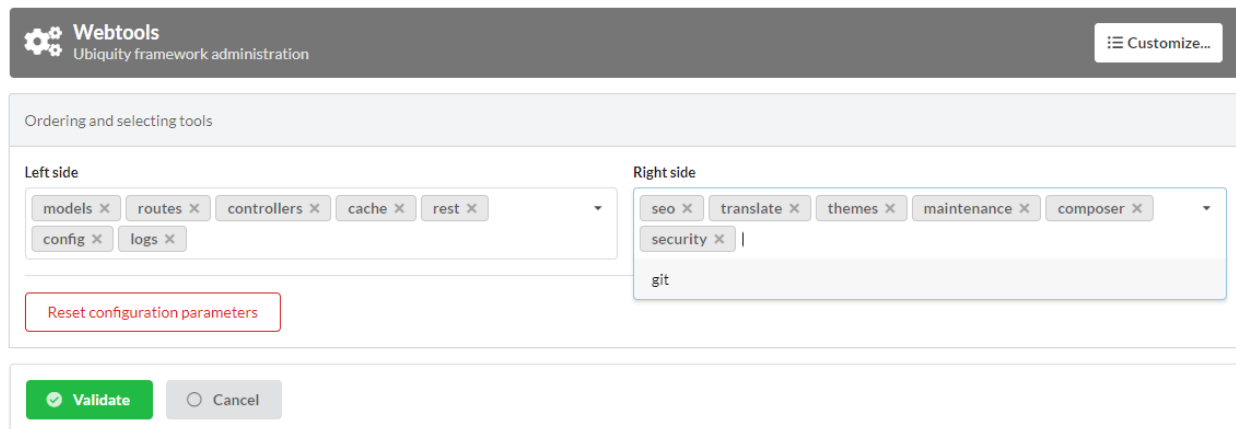 Webtools
Ubiquity framework administration
Customize...
Ordering and selecting tools
Left side
models routes controllers cache rest
config logs
Right side
seo translate themes maintenance composer
security
git
Reset configuration parameters
Validate Cancel